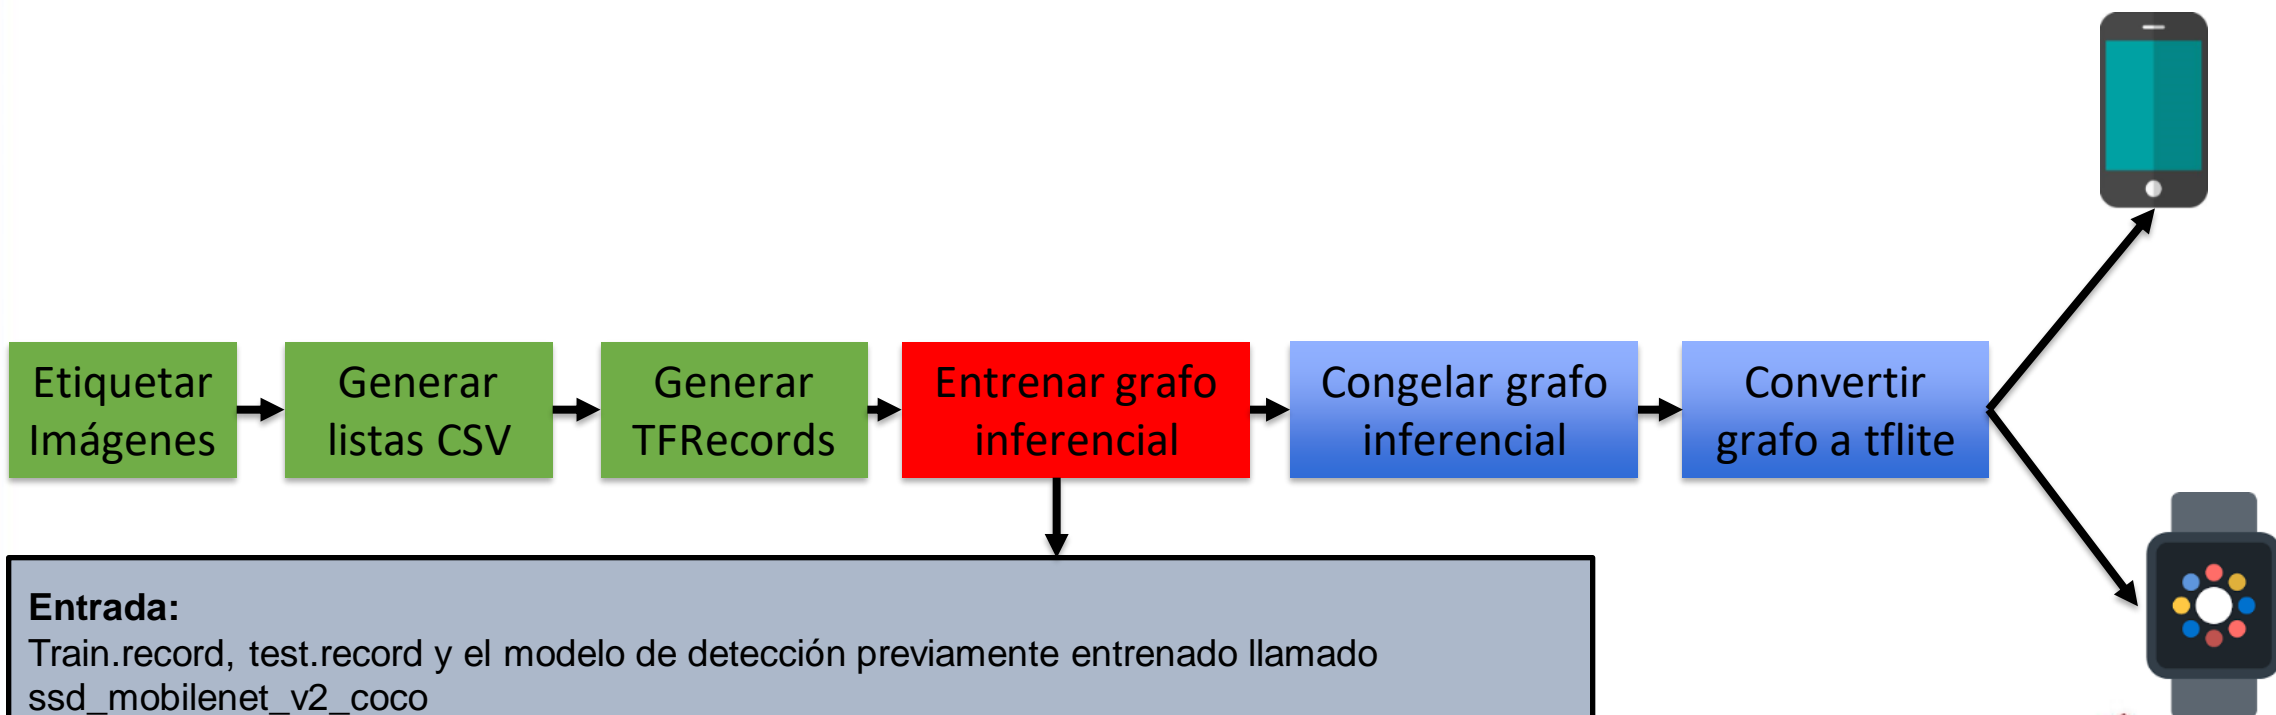 Etiquetar
Imágenes
Generar
listas CSV
Generar
TFRecords
Entrenar grafo
inferencial
Congelar grafo
inferencial
Convertir
grafo a tflite
Entrada:
Train.record, test.record y el modelo de detección previamente entrenado llamado
ssd_mobilenet_v2_coco